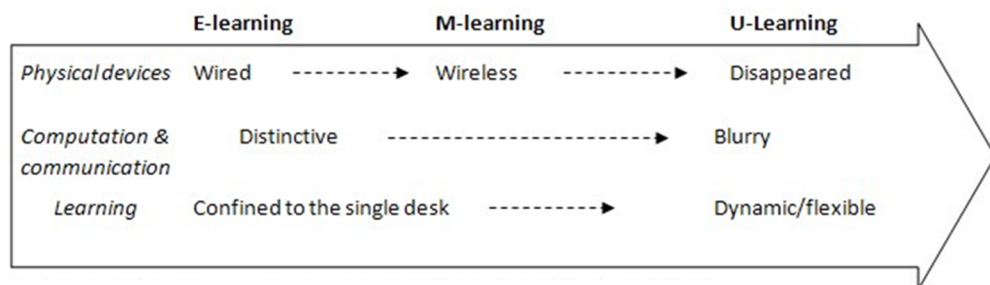 E-learning M-learning U-Learning
Physical devices Wired Wireless Disappeared
Computation & Distinctive Blurry
communication
Learning Confined to the single desk Dynamic/flexible